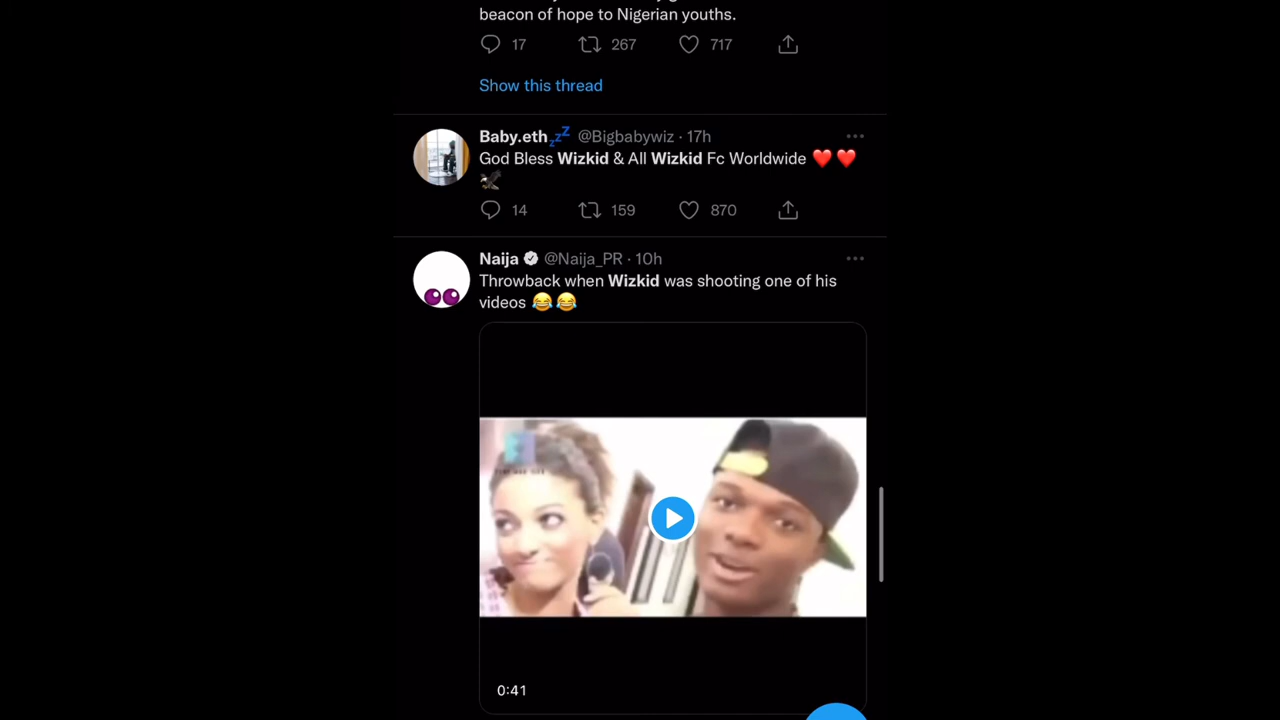 beacon of hope to Nigerian youths.
17 267 717
Show this thread
Baby.eth💤 @Bigbabywiz · 17h
God Bless Wizkid & All Wizkid Fc Worldwide ❤️ ❤️
🦅
14 159 870
Naija @Naija_PR · 10h
Throwback when Wizkid was shooting one of his
videos 😂 😂
0:41